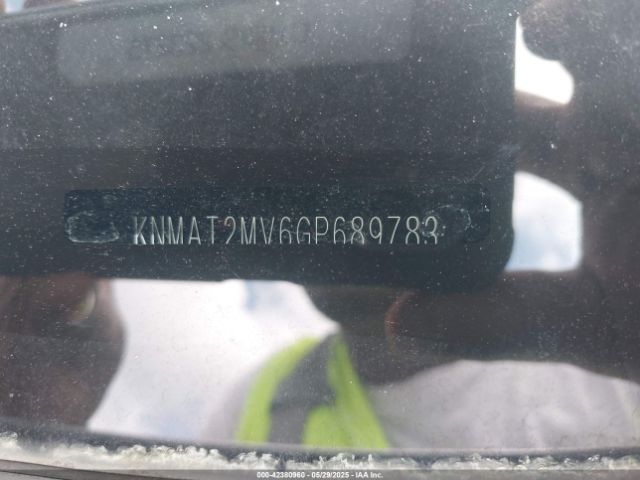 KNMAT2MV6GP689783
000-42380960 - 05/29/2025 - IAA, Inc.